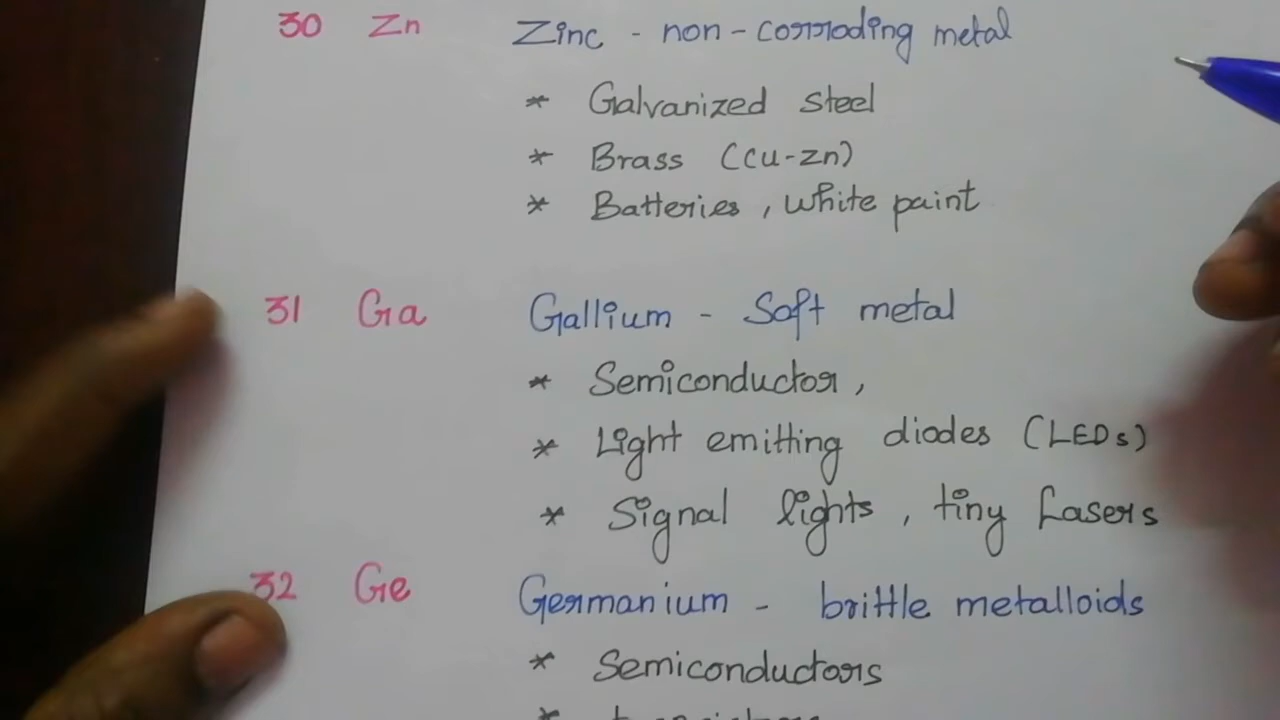 30 Zn Zinc - non-corroding metal
* Galvanized steel
* Brass (Cu-Zn)
* Batteries, White paint
31 Ga Gallium - Soft metal
* Semiconductor,
* Light emitting diodes (LEDs)
* Signal lights, tiny Lasers
32 Ge Germanium - brittle metalloids
* Semiconductors
*